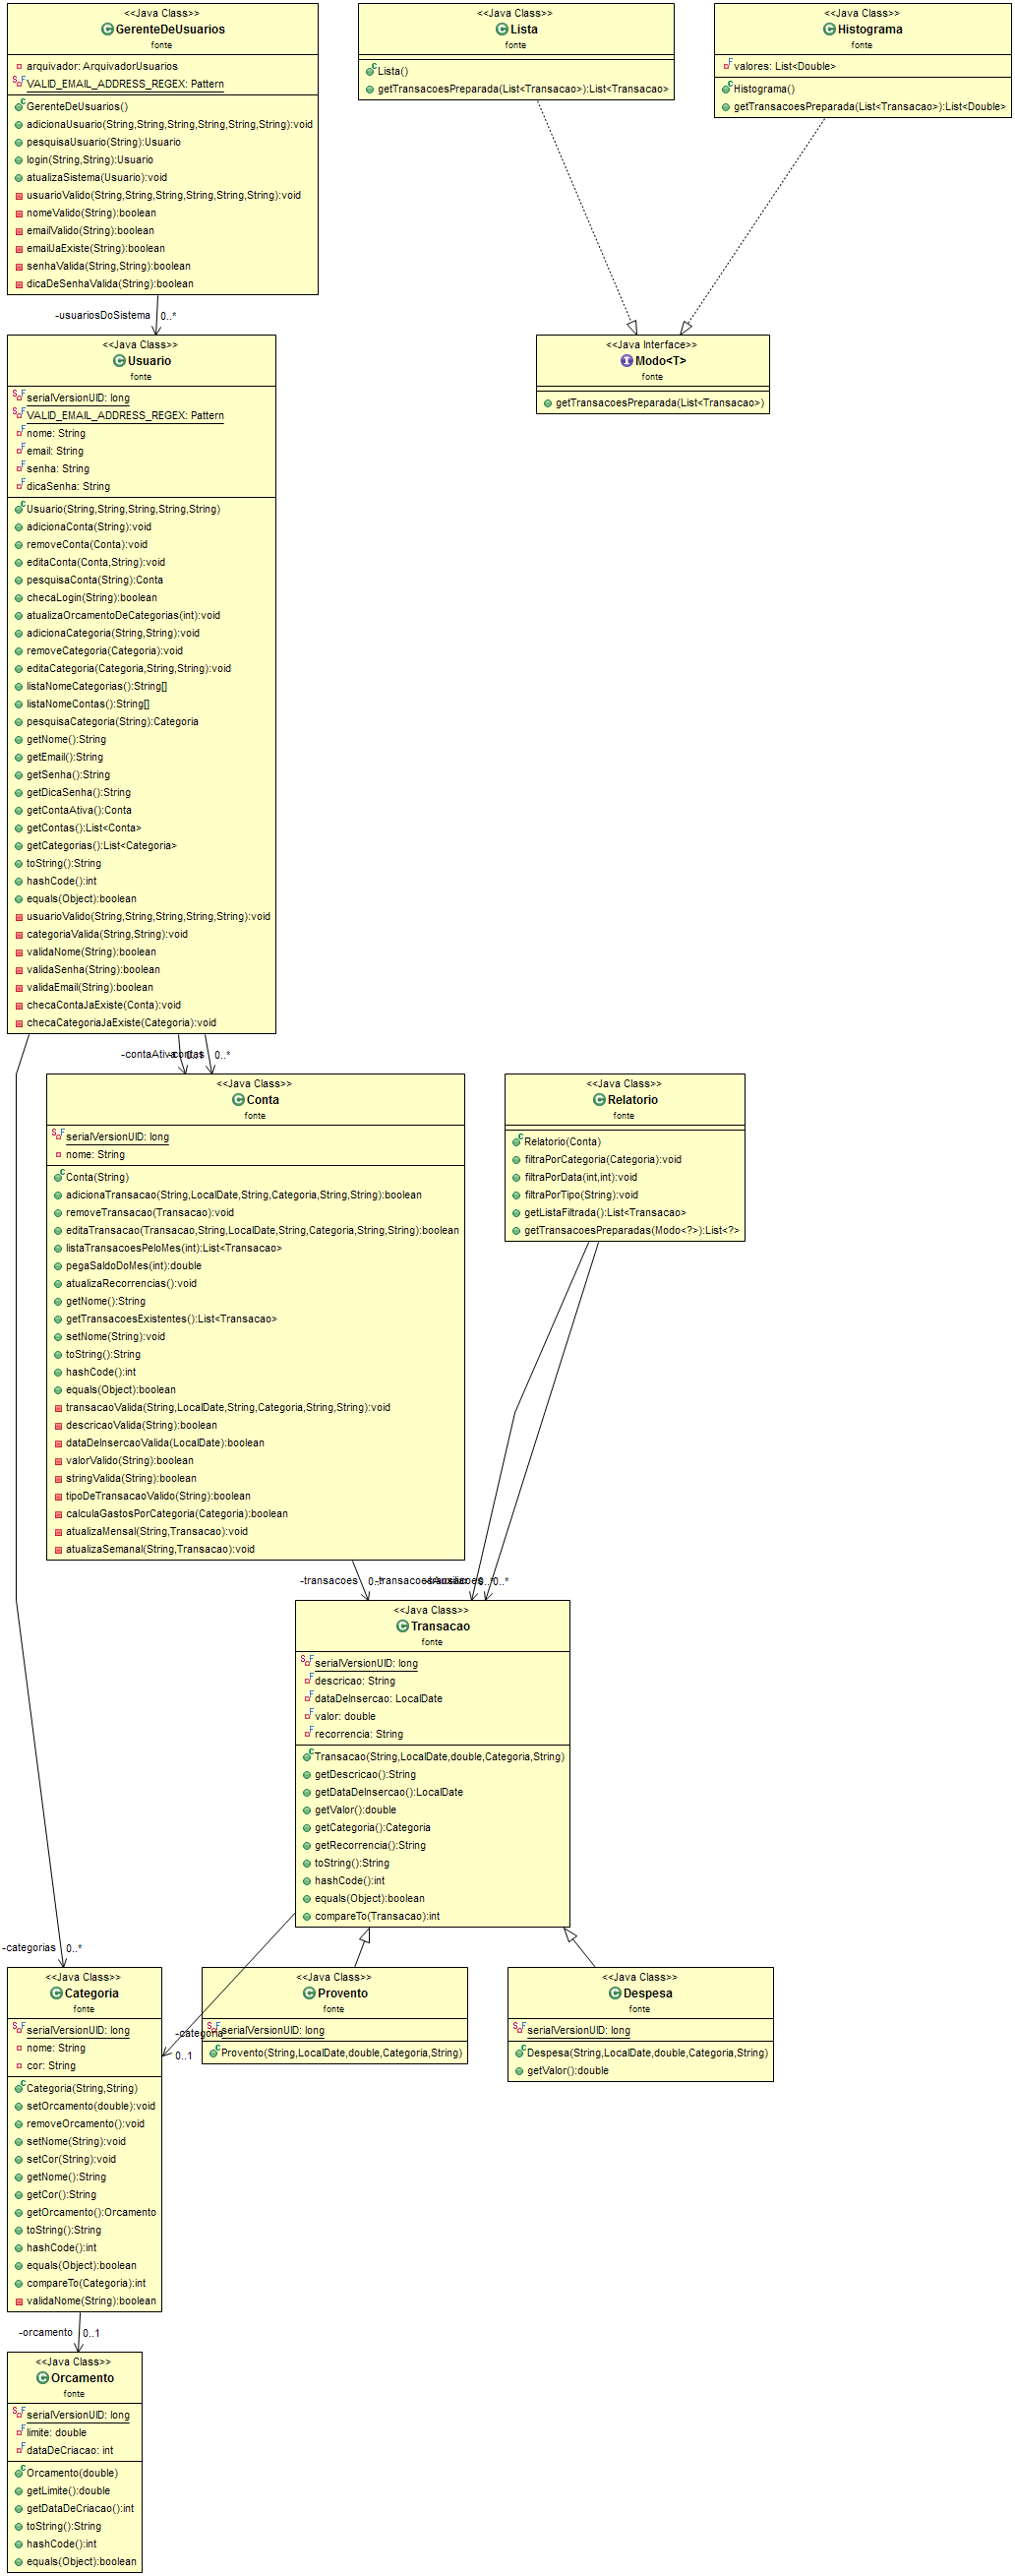 <<Java Class>>
GerenteDeUsuarios
fonte
arquivador: ArquivadorUsuarios
VALID_EMAIL_ADDRESS_REGEX: Pattern
GerenteDeUsuarios()
adicionaUsuario(String,String,String,String,String,String):void
pesquisaUsuario(String):Usuario
login(String,String):Usuario
atualizaSistema(Usuario):void
usuarioValido(String,String,String,String,String,String):void
nomeValido(String):boolean
emailValido(String):boolean
emailJaExiste(String):boolean
senhaValida(String,String):boolean
dicaDeSenhaValida(String):boolean
<<Java Class>>
Lista
fonte
Lista()
getTransacoesPreparada(List<Transacao>):List<Transacao>
<<Java Class>>
Histograma
fonte
valores: List<Double>
Histograma()
getTransacoesPreparada(List<Transacao>):List<Double>
-usuariosDoSistema 0..*
<<Java Class>>
Usuario
fonte
serialVersionUID: long
VALID_EMAIL_ADDRESS_REGEX: Pattern
nome: String
email: String
senha: String
dicaSenha: String
Usuario(String,String,String,String,String)
adicionaConta(String):void
removeConta(Conta):void
editaConta(Conta,String):void
pesquisaConta(String):Conta
checaLogin(String):boolean
atualizaOrcamentoDeCategorias(int):void
adicionaCategoria(String,String):void
removeCategoria(Categoria):void
editaCategoria(Categoria,String,String):void
listaNomeCategorias():String[]
listaNomeContas():String[]
pesquisaCategoria(String):Categoria
getNome():String
getEmail():String
getSenha():String
getDicaSenha():String
getContaAtiva():Conta
getContas():List<Conta>
getCategorias():List<Categoria>
toString():String
hashCode():int
equals(Object):boolean
usuarioValido(String,String,String,String,String):void
categoriaValida(String,String):void
validaNome(String):boolean
validaSenha(String):boolean
validaEmail(String):boolean
checaContaJaExiste(Conta):void
checaCategoriaJaExiste(Categoria):void
<<Java Interface>>
Modo<T>
fonte
getTransacoesPreparada(List<Transacao>)
-contaAtiva 0..1
-contas 0..*
<<Java Class>>
Conta
fonte
serialVersionUID: long
nome: String
Conta(String)
adicionaTransacao(String,LocalDate,String,Categoria,String,String):boolean
removeTransacao(Transacao):void
editaTransacao(Transacao,String,LocalDate,String,Categoria,String,String):boolean
listaTransacoesPeloMes(int):List<Transacao>
pegaSaldoDoMes(int):double
atualizaRecorrencias():void
getNome():String
getTransacoesExistentes():List<Transacao>
setNome(String):void
toString():String
hashCode():int
equals(Object):boolean
transacaoValida(String,LocalDate,String,Categoria,String,String):void
descricaoValida(String):boolean
dataDeInsercaoValida(LocalDate):boolean
valorValido(String):boolean
stringValida(String):boolean
tipoDeTransacaoValido(String):boolean
calculaGastosPorCategoria(Categoria):boolean
atualizaMensal(String,Transacao):void
atualizaSemanal(String,Transacao):void
<<Java Class>>
Relatorio
fonte
Relatorio(Conta)
filtraPorCategoria(Categoria):void
filtraPorData(int,int):void
filtraPorTipo(String):void
getListaFiltrada():List<Transacao>
getTransacoesPreparadas(Modo<?>):List<?>
-transacoes 0..*
0..* 0..*
<<Java Class>>
Transacao
fonte
serialVersionUID: long
descricao: String
dataDeInsercao: LocalDate
valor: double
recorrencia: String
Transacao(String,LocalDate,double,Categoria,String)
getDescricao():String
getDataDeInsercao():LocalDate
getValor():double
getCategoria():Categoria
getRecorrencia():String
toString():String
hashCode():int
equals(Object):boolean
compareTo(Transacao):int
-categorias 0..*
<<Java Class>>
Categoria
fonte
serialVersionUID: long
nome: String
cor: String
Categoria(String,String)
setOrcamento(double):void
removeOrcamento():void
setNome(String):void
setCor(String):void
getNome():String
getCor():String
getOrcamento():Orcamento
toString():String
hashCode():int
equals(Object):boolean
compareTo(Categoria):int
validaNome(String):boolean
-categoria
0..1
<<Java Class>>
Provento
fonte
serialVersionUID: long
Provento(String,LocalDate,double,Categoria,String)
<<Java Class>>
Despesa
fonte
serialVersionUID: long
Despesa(String,LocalDate,double,Categoria,String)
getValor():double
-orcamento 0..1
<<Java Class>>
Orcamento
fonte
serialVersionUID: long
limite: double
dataDeCriacao: int
Orcamento(double)
getLimite():double
getDataDeCriacao():int
toString():String
hashCode():int
equals(Object):boolean